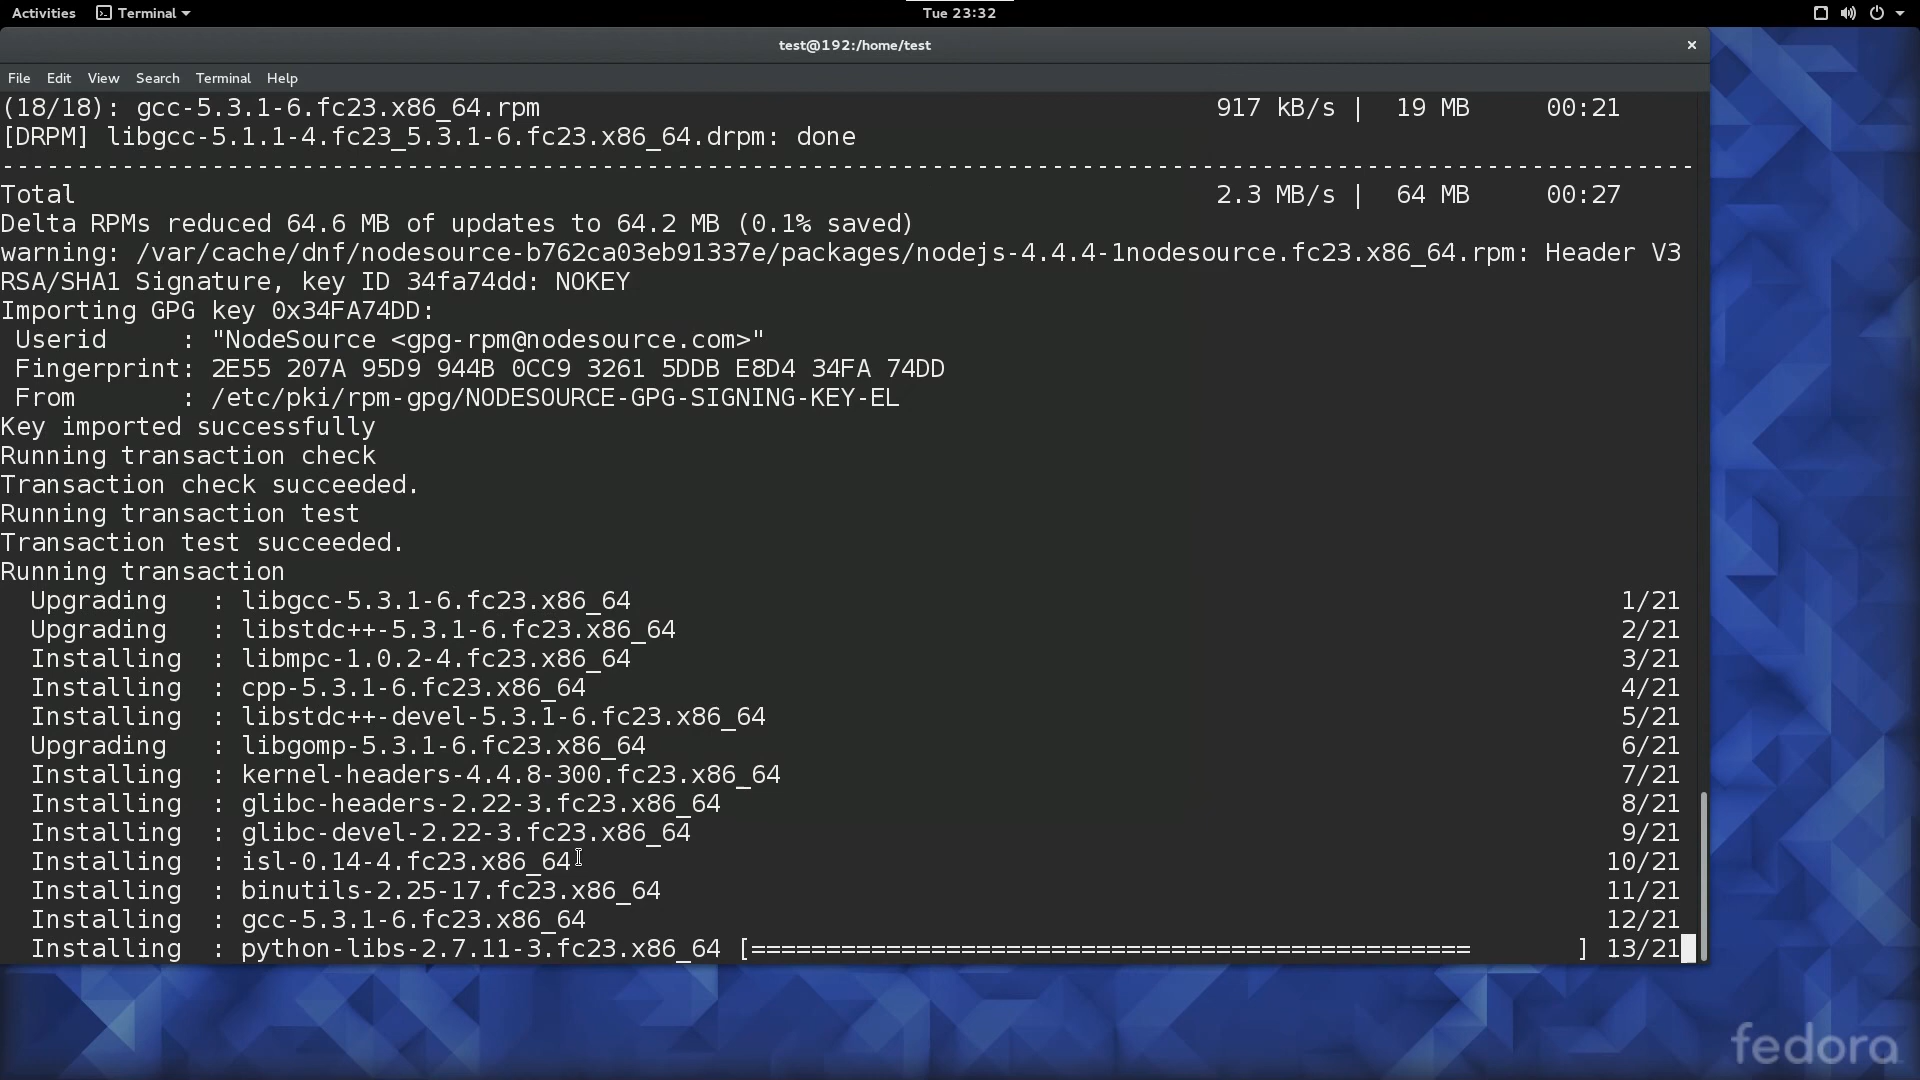 Activities Terminal Tue 23:32
test@192:/home/test ×
File Edit View Search Terminal Help
(18/18): gcc-5.3.1-6.fc23.x86_64.rpm 917 kB/s | 19 MB 00:21
[DRPM] libgcc-5.1.1-4.fc23_5.3.1-6.fc23.x86_64.drpm: done
--------------------------------------------------------------------------------
Total 2.3 MB/s | 64 MB 00:27
Delta RPMs reduced 64.6 MB of updates to 64.2 MB (0.1% saved)
warning: /var/cache/dnf/nodesource-b762ca03eb91337e/packages/nodejs-4.4.4-1nodesource.fc23.x86_64.rpm: Header V3
RSA/SHA1 Signature, key ID 34fa74dd: NOKEY
Importing GPG key 0x34FA74DD:
Userid : "NodeSource <gpg-rpm@nodesource.com>"
Fingerprint: 2E55 207A 95D9 944B 0CC9 3261 5DDB E8D4 34FA 74DD
From : /etc/pki/rpm-gpg/NODESOURCE-GPG-SIGNING-KEY-EL
Key imported successfully
Running transaction check
Transaction check succeeded.
Running transaction test
Transaction test succeeded.
Running transaction
Upgrading : libgcc-5.3.1-6.fc23.x86_64 1/21
Upgrading : libstdc++-5.3.1-6.fc23.x86_64 2/21
Installing : libmpc-1.0.2-4.fc23.x86_64 3/21
Installing : cpp-5.3.1-6.fc23.x86_64 4/21
Installing : libstdc++-devel-5.3.1-6.fc23.x86_64 5/21
Upgrading : libgomp-5.3.1-6.fc23.x86_64 6/21
Installing : kernel-headers-4.4.8-300.fc23.x86_64 7/21
Installing : glibc-headers-2.22-3.fc23.x86_64 8/21
Installing : glibc-devel-2.22-3.fc23.x86_64 9/21
Installing : isl-0.14-4.fc23.x86_64 10/21
Installing : binutils-2.25-17.fc23.x86_64 11/21
Installing : gcc-5.3.1-6.fc23.x86_64 12/21
Installing : python-libs-2.7.11-3.fc23.x86_64 [================================================ ] 13/21
fedora